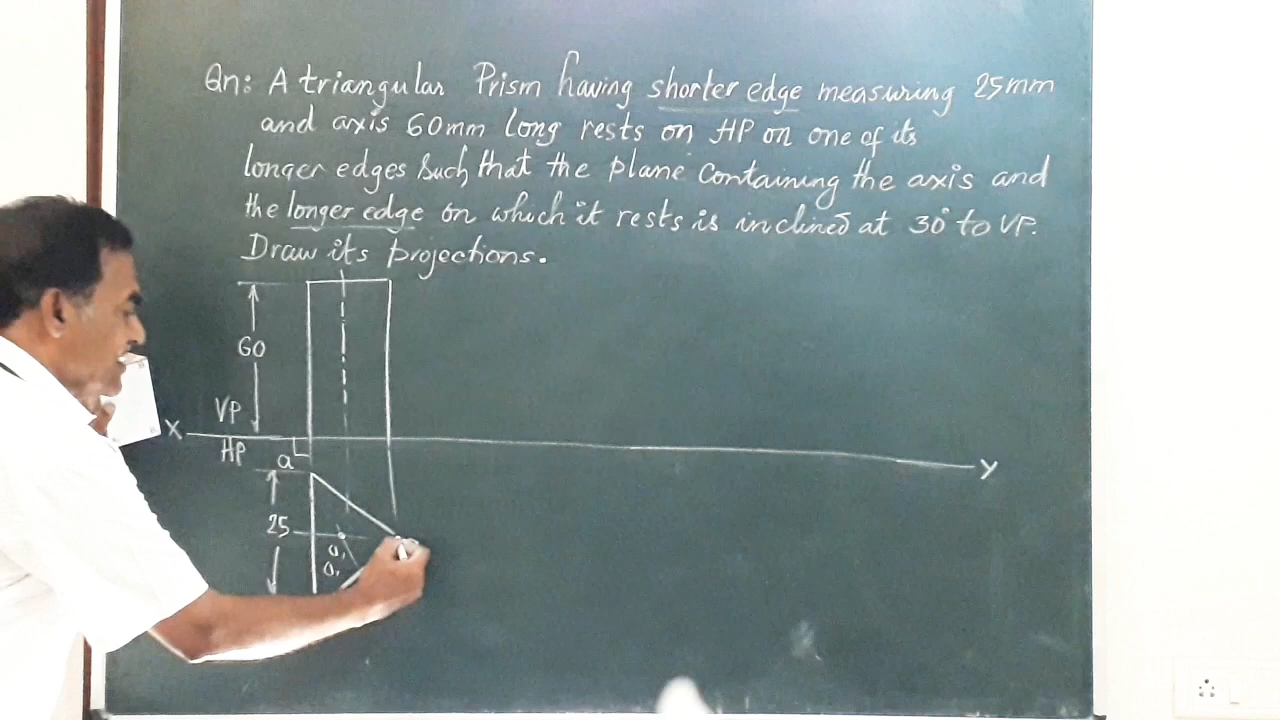 Qn: A triangular Prism having shorter edge measuring 25mm
and axis 60mm long rests on HP on one of its
longer edges such that the plane containing the axis and
the longer edge on which it rests is inclined at 30° to VP.
Draw its projections.
60
VP
X
HP
a
Y
25
o,
o,